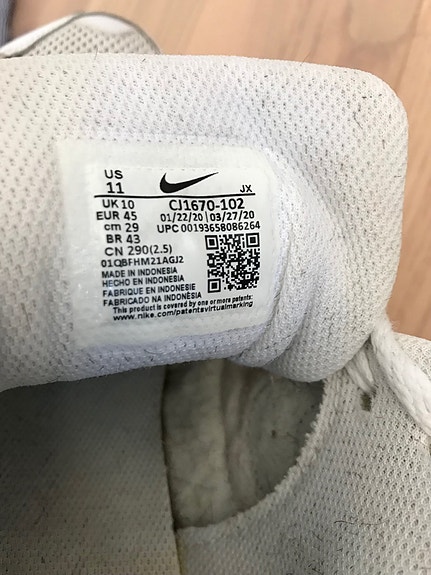 US
11
JX
UK 10
CJ1670-102
EUR 45
01/22/20 | 03/27/20
cm 29
UPC 00193658086264
BR 43
CN 290(2.5)
01QBFHM21AGJ2
MADE IN INDONESIA
HECHO EN INDONESIA
FABRIQUE EN INDONESIE
FABRICADO NA INDONÈSIA
This product is covered by one or more patents:
www.nike.com/patentsvirtualmarking